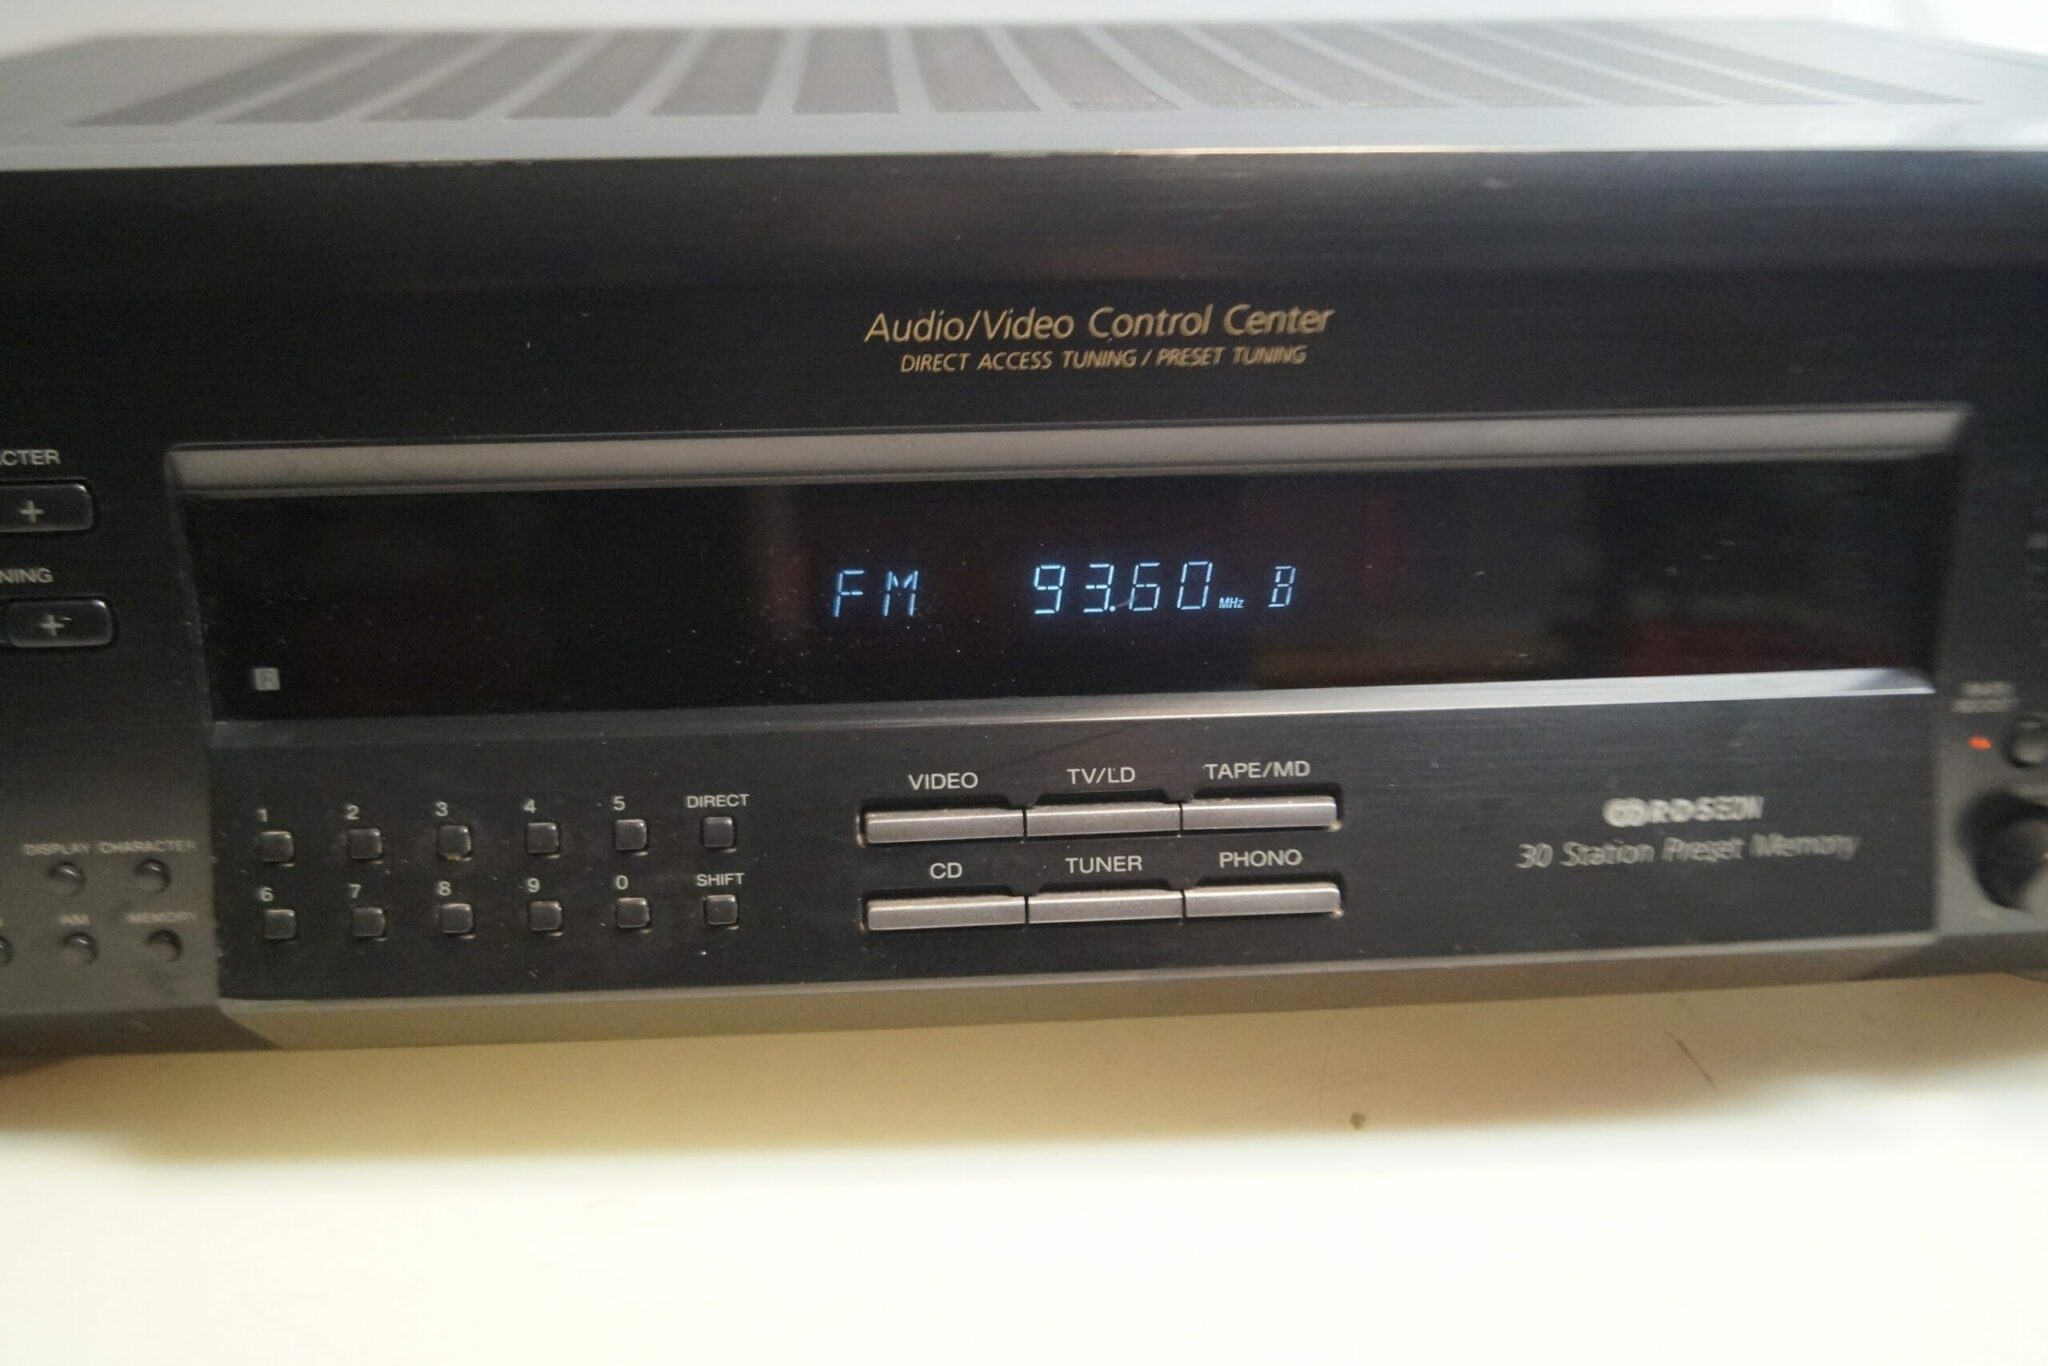 Audio/Video Control Center
DIRECT ACCESS TUNING / PRESET TUNING
CTER
+
NING
+
FM 93.60 MHz B
R
VIDEO TV/LD TAPE/MD
1 2 3 4 5 DIRECT
R·D·S EON
30 Station Preset Memory
DISPLAY CHARACTER
CD TUNER PHONO
6 7 8 9 0 SHIFT
AM MEMORY